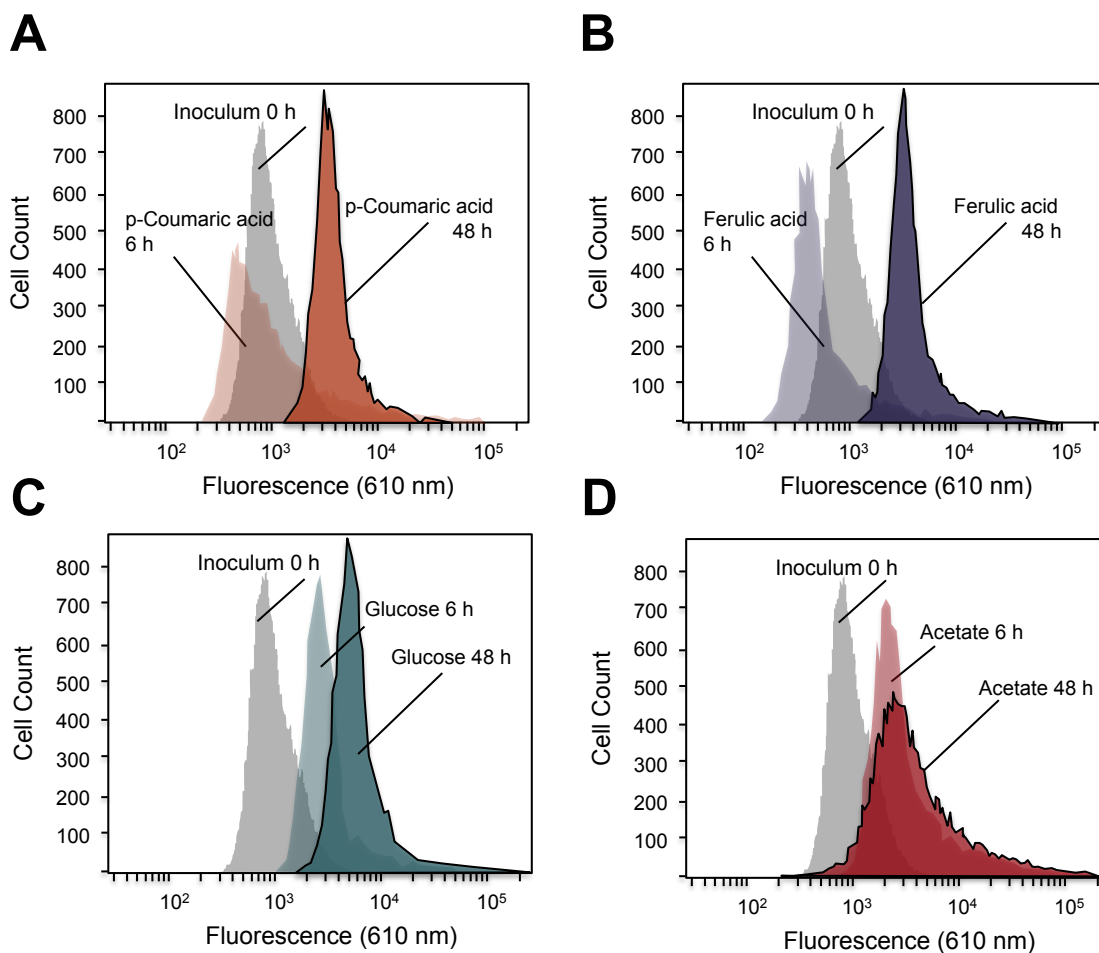 A
Cell Count
800
700
600
500
400
300
200
100
Inoculum 0 h
p-Coumaric acid
6 h
p-Coumaric acid
48 h
10² 10³ 10⁴ 10⁵
Fluorescence (610 nm)
B
Cell Count
800
700
600
500
400
300
200
100
Inoculum 0 h
Ferulic acid
6 h
Ferulic acid
48 h
10² 10³ 10⁴ 10⁵
Fluorescence (610 nm)
C
Cell Count
800
700
600
500
400
300
200
100
Inoculum 0 h
Glucose 6 h
Glucose 48 h
10² 10³ 10⁴ 10⁵
Fluorescence (610 nm)
D
Cell Count
800
700
600
500
400
300
200
100
Inoculum 0 h
Acetate 6 h
Acetate 48 h
10² 10³ 10⁴ 10⁵
Fluorescence (610 nm)